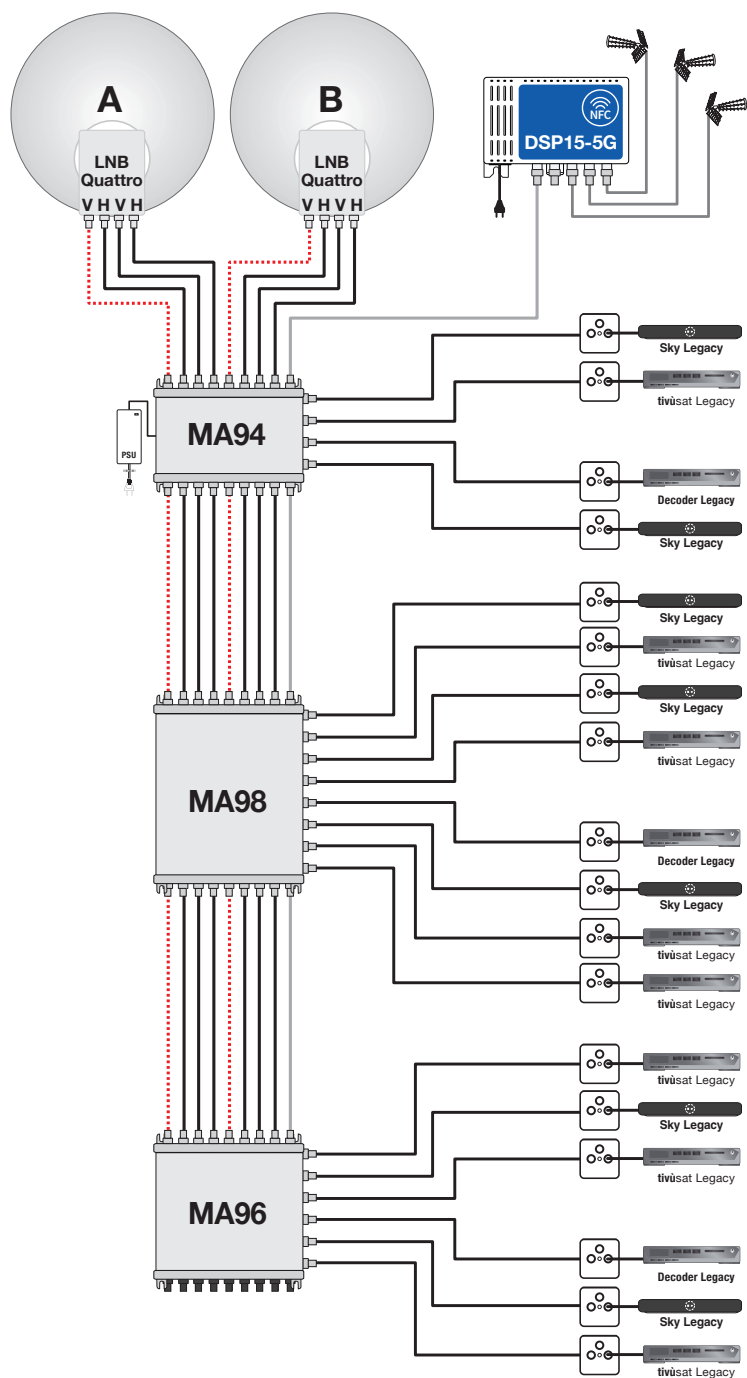 A
B
LNB
Quattro
V H V H
LNB
Quattro
V H V H
NFC
DSP15-5G
Sky Legacy
tivùsat Legacy
MA94
PSU
Decoder Legacy
Sky Legacy
Sky Legacy
tivùsat Legacy
Sky Legacy
tivùsat Legacy
MA98
Decoder Legacy
Sky Legacy
tivùsat Legacy
tivùsat Legacy
tivùsat Legacy
Sky Legacy
tivùsat Legacy
MA96
Decoder Legacy
Sky Legacy
tivùsat Legacy